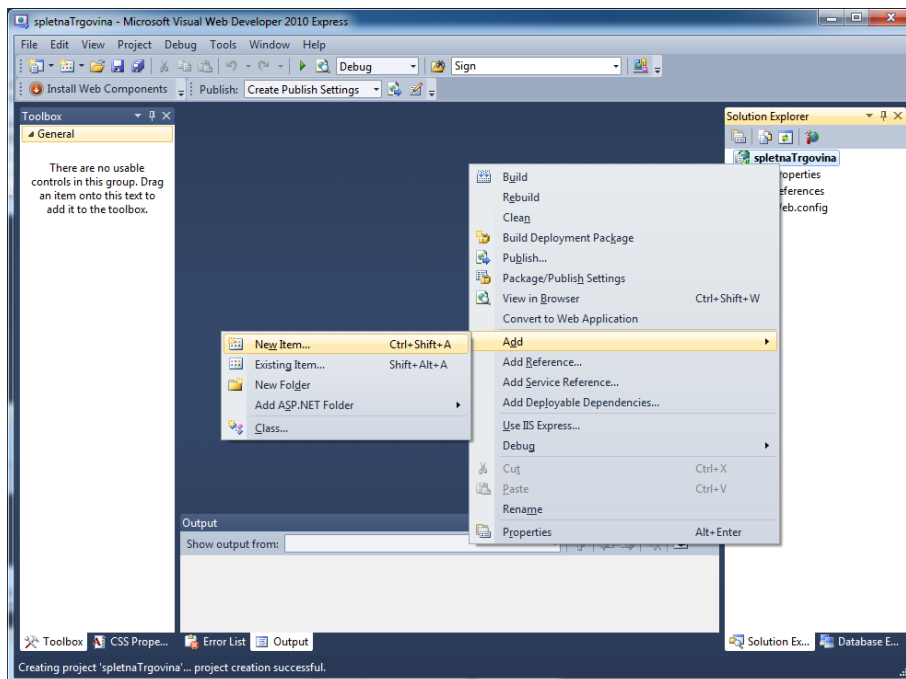 spletnaTrgovina - Microsoft Visual Web Developer 2010 Express
File Edit View Project Debug Tools Window Help
Debug Sign
Install Web Components Publish: Create Publish Settings
Toolbox
General
There are no usable
controls in this group. Drag
an item onto this text to
add it to the toolbox.
Solution Explorer
spletnaTrgovina
operties
eferences
eb.config
Build
Rebuild
Clean
Build Deployment Package
Publish...
Package/Publish Settings
View in Browser Ctrl+Shift+W
Convert to Web Application
Add
Add Reference...
Add Service Reference...
Add Deployable Dependencies...
Use IIS Express...
Debug
Cut Ctrl+X
Paste Ctrl+V
Rename
Properties Alt+Enter
New Item... Ctrl+Shift+A
Existing Item... Shift+Alt+A
New Folder
Add ASP.NET Folder
Class...
Output
Show output from:
Toolbox CSS Prope... Error List Output
Solution Ex... Database E...
Creating project 'spletnaTrgovina'... project creation successful.